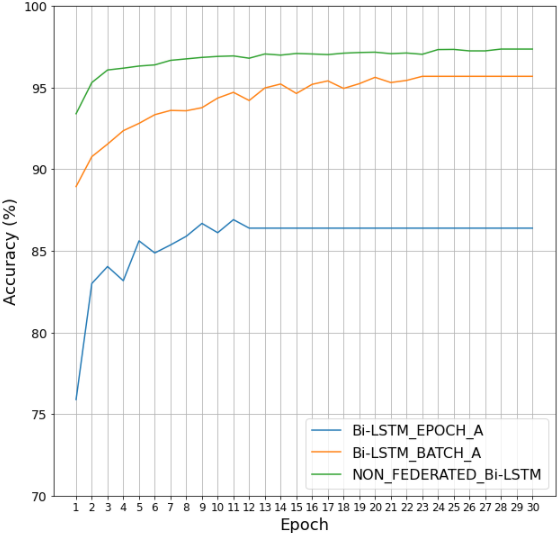 100
95
90
85
80
75
70
Accuracy (%)
1 2 3 4 5 6 7 8 9 10 11 12 13 14 15 16 17 18 19 20 21 22 23 24 25 26 27 28 29 30
Epoch
Bi-LSTM_EPOCH_A
Bi-LSTM_BATCH_A
NON_FEDERATED_Bi-LSTM